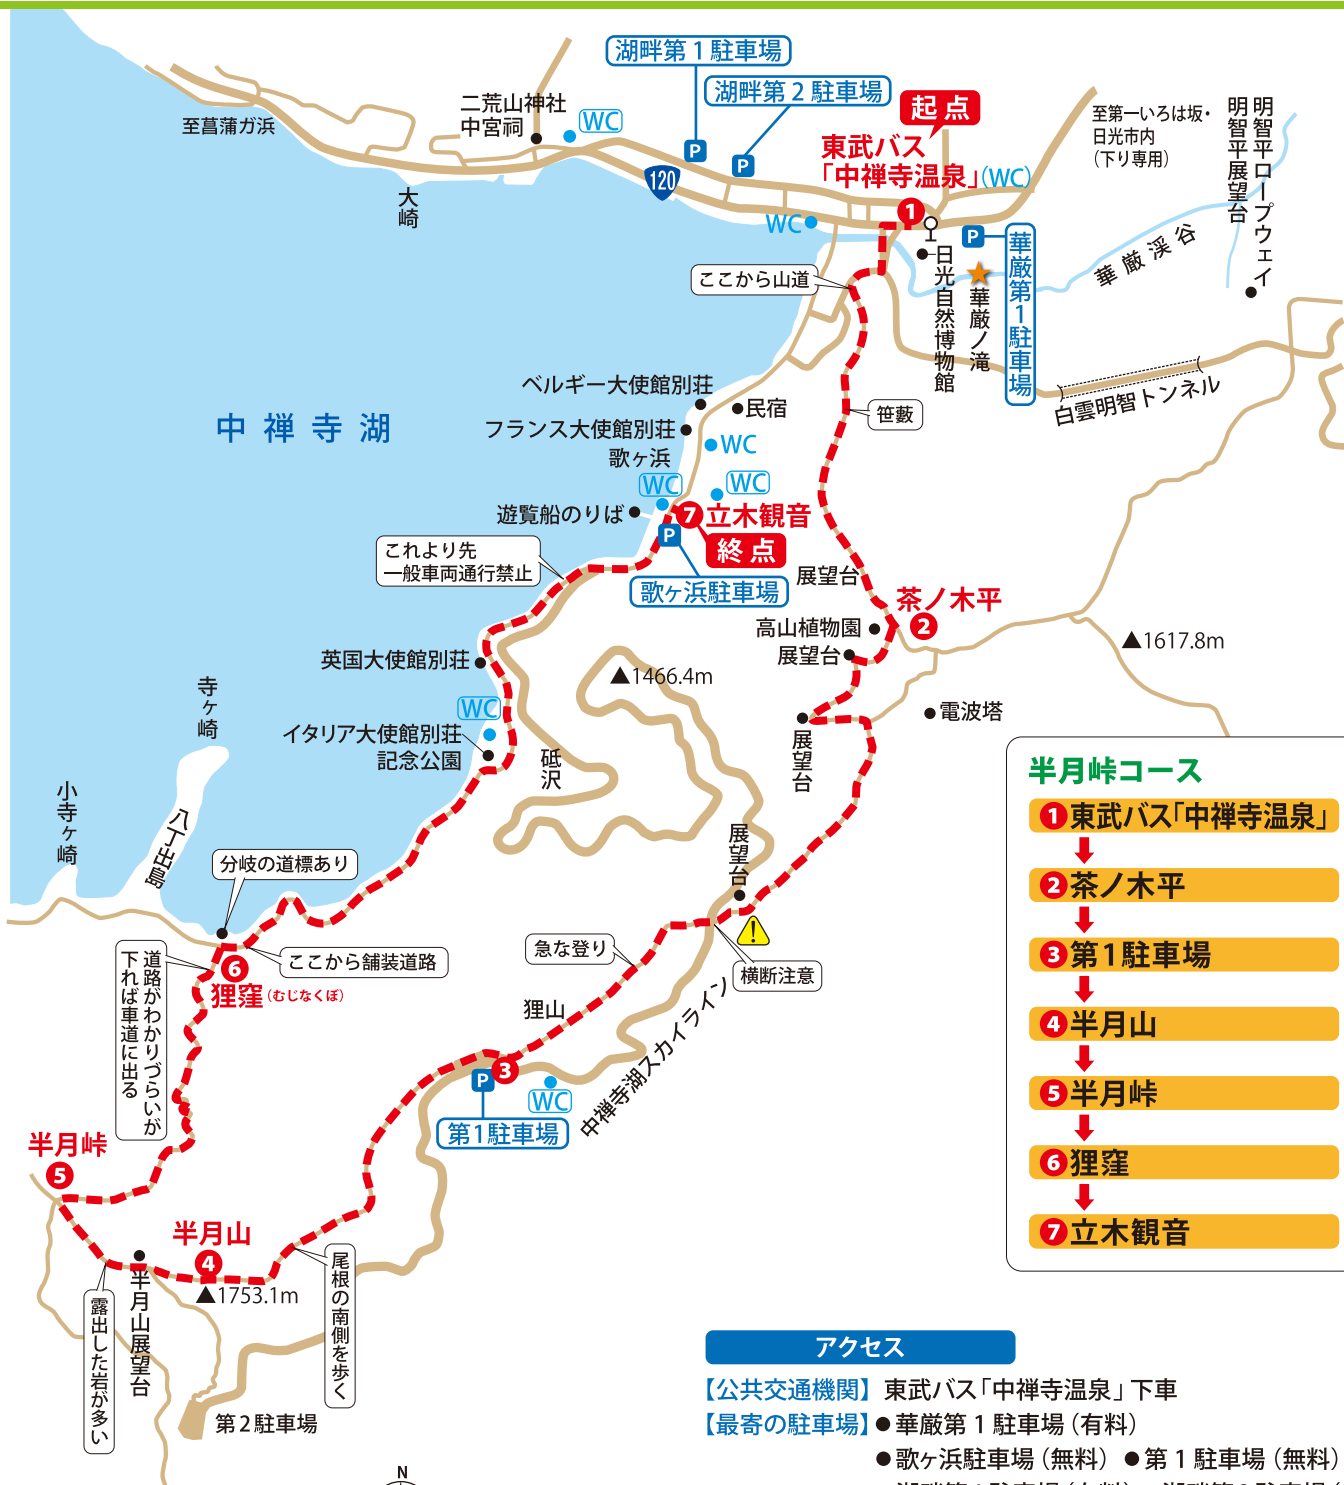 湖畔第1駐車場
湖畔第2駐車場
起点
東武バス
「中禅寺温泉」(WC)
二荒山神社
中宮祠
WC
至菖蒲ガ浜
P
P
120
大崎
WC
1
P
至第一いろは坂・
日光市内
(下り専用)
明智平ロープウェイ
明智平展望台
華厳渓谷
華厳第1駐車場
日光自然博物館
華厳ノ滝
白雲明智トンネル
ここから山道
中禅寺湖
ベルギー大使館別荘
民宿
フランス大使館別荘
歌ヶ浜
WC
笹藪
WC
WC
遊覧船のりば
7 立木観音
終点
P
歌ヶ浜駐車場
これより先
一般車両通行禁止
展望台
茶ノ木平
2
高山植物園
展望台
▲1617.8m
英国大使館別荘
▲1466.4m
寺ヶ崎
WC
イタリア大使館別荘
記念公園
砥沢
電波塔
展望台
小寺ヶ崎
八丁出島
展望台
分岐の道標あり
急な登り
横断注意
ここから舗装道路
6
狸窪(むじなくぼ)
道路がわかりづらいが
下れば車道に出る
狸山
中禅寺湖スカイライン
3
P
WC
第1駐車場
半月峠
5
半月山
4
▲1753.1m
尾根の南側を歩く
半月山展望台
露出した岩が多い
第2駐車場
N
半月峠コース
1 東武バス「中禅寺温泉」
2 茶ノ木平
3 第1駐車場
4 半月山
5 半月峠
6 狸窪
7 立木観音
アクセス
【公共交通機関】 東武バス「中禅寺温泉」下車
【最寄の駐車場】 ●華厳第1駐車場(有料)
●歌ヶ浜駐車場(無料) ●第1駐車場(無料)